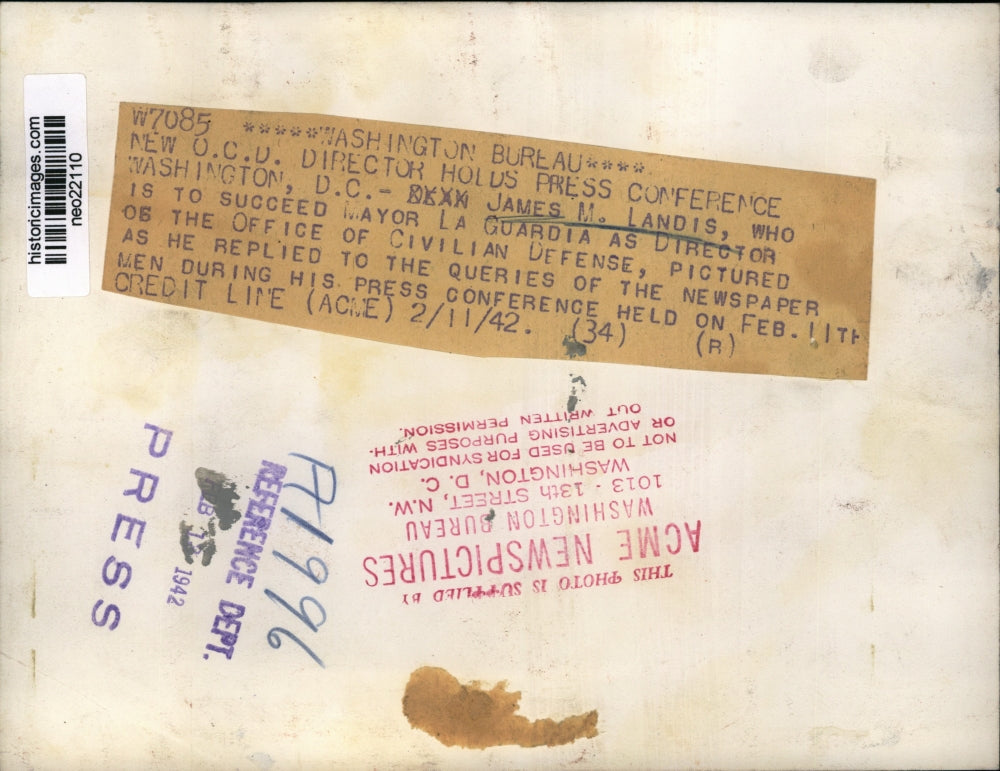 historicimages.com
neo22110
W7085 *****WASHINGTON BUREAU****
NEW O.C.D. DIRECTOR HOLDS PRESS CONFERENCE
WASHINGTON, D.C.- JAMES M. LANDIS, WHO
IS TO SUCCEED MAYOR LA GUARDIA AS DIRECTOR
OF THE OFFICE OF CIVILIAN DEFENSE, PICTURED
AS HE REPLIED TO THE QUERIES OF THE NEWSPAPER
MEN DURING HIS PRESS CONFERENCE HELD ON FEB. 11TH
CREDIT LINE (ACME) 2/11/42. (34) (R)
THIS PHOTO IS SUPPLIED BY
ACME NEWSPICTURES
WASHINGTON BUREAU
1013 - 13th STREET, N.W.
WASHINGTON, D. C.
NOT TO BE USED FOR SYNDICATION
OR ADVERTISING PURPOSES WITH-
OUT WRITTEN PERMISSION.
A1996
REFERENCE DEPT.
1942
PRESS